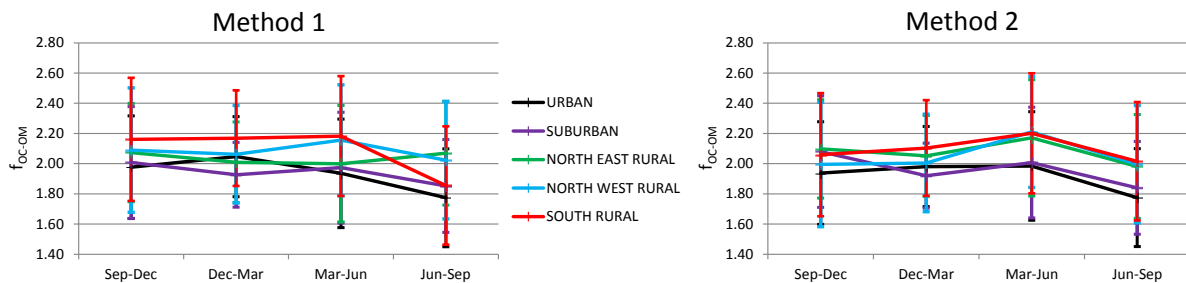 Method 1
2.80
2.60
2.40
2.20
2.00
1.80
1.60
1.40
fOC-OM
Sep-Dec Dec-Mar Mar-Jun Jun-Sep
URBAN
SUBURBAN
NORTH EAST RURAL
NORTH WEST RURAL
SOUTH RURAL
Method 2
2.80
2.60
2.40
2.20
2.00
1.80
1.60
1.40
fOC-OM
Sep-Dec Dec-Mar Mar-Jun Jun-Sep